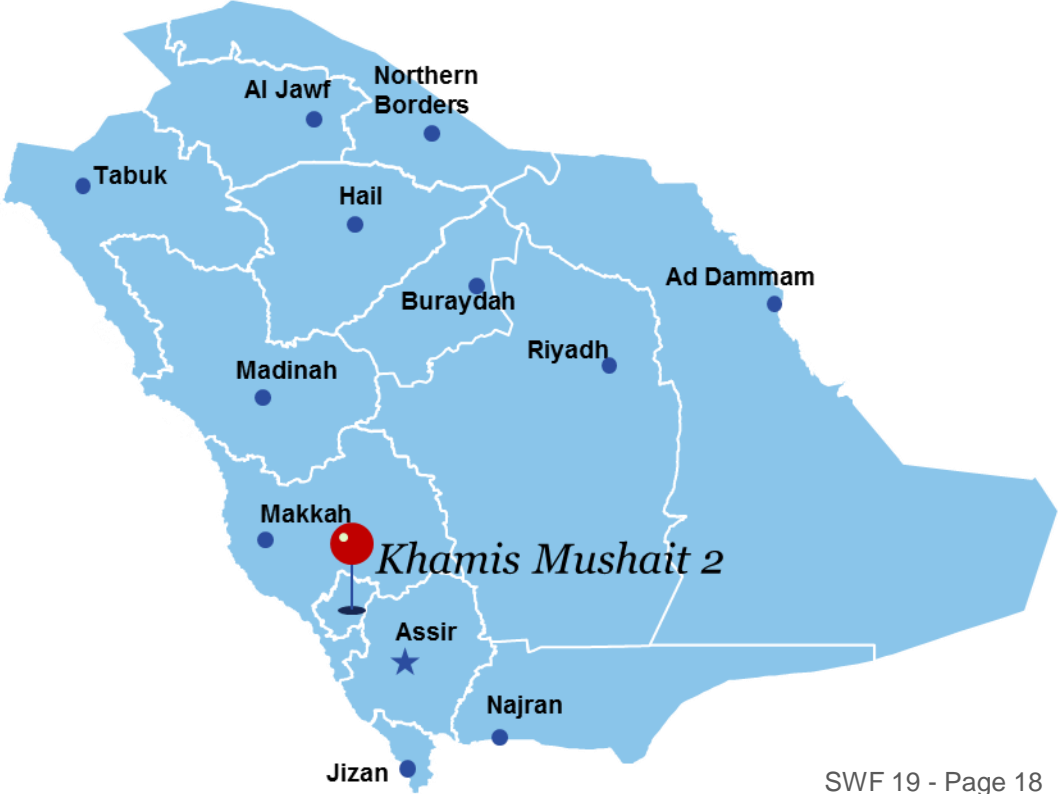 Northern
Borders
Al Jawf
Tabuk
Hail
Ad Dammam
Buraydah
Riyadh
Madinah
Makkah
Khamis Mushait 2
Assir
Najran
Jizan
SWF 19 - Page 18